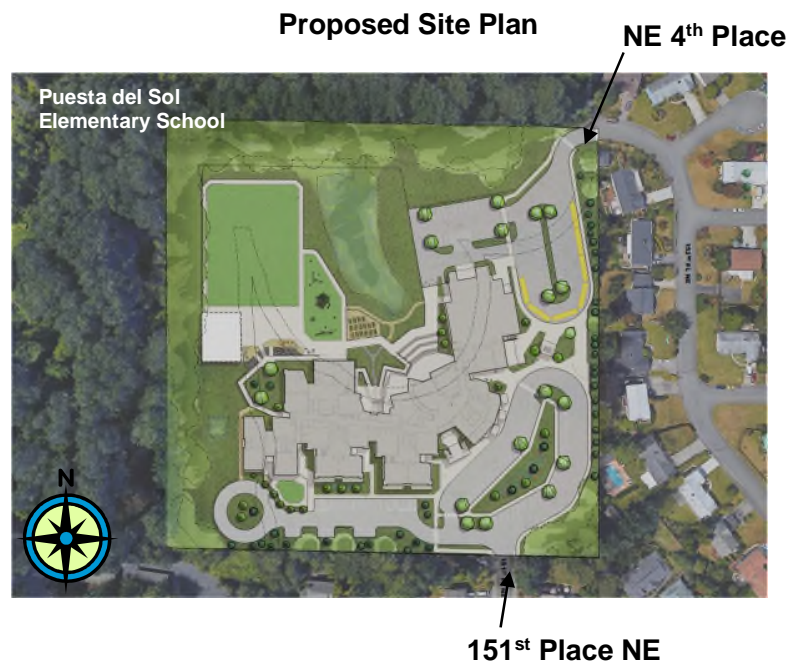 Proposed Site Plan
NE 4th Place
Puesta del Sol
Elementary School
N
151st Place NE